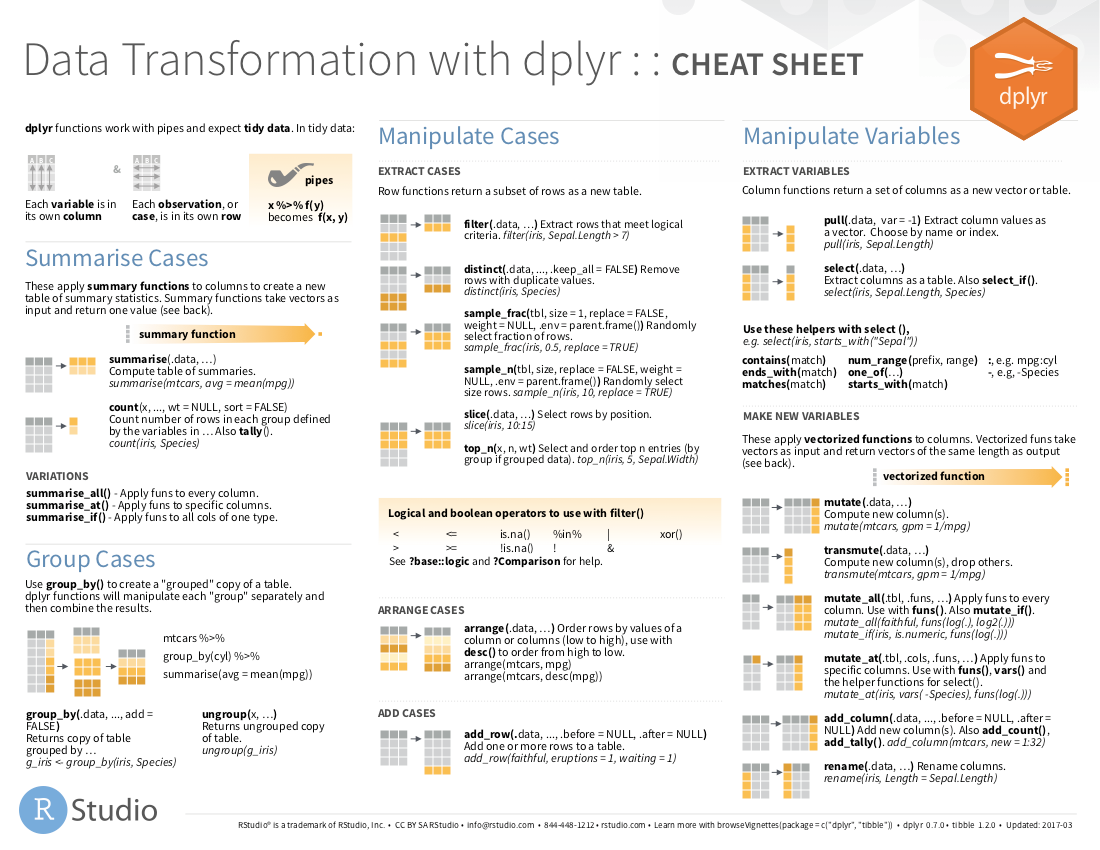 Data Transformation with dplyr : : CHEAT SHEET
dplyr
dplyr functions work with pipes and expect tidy data. In tidy data:
A B C
&
A B C
pipes
Each variable is in
its own column
Each observation, or
case, is in its own row
x %>% f(y)
becomes f(x, y)
Summarise Cases
These apply summary functions to columns to create a new
table of summary statistics. Summary functions take vectors as
input and return one value (see back).
summary function
summarise(.data, …)
Compute table of summaries.
summarise(mtcars, avg = mean(mpg))
count(x, ..., wt = NULL, sort = FALSE)
Count number of rows in each group defined
by the variables in … Also tally().
count(iris, Species)
VARIATIONS
summarise_all() - Apply funs to every column.
summarise_at() - Apply funs to specific columns.
summarise_if() - Apply funs to all cols of one type.
Group Cases
Use group_by() to create a "grouped" copy of a table.
dplyr functions will manipulate each "group" separately and
then combine the results.
mtcars %>%
group_by(cyl) %>%
summarise(avg = mean(mpg))
group_by(.data, ..., add =
FALSE)
Returns copy of table
grouped by …
g_iris <- group_by(iris, Species)
ungroup(x, …)
Returns ungrouped copy
of table.
ungroup(g_iris)
Manipulate Cases
EXTRACT CASES
Row functions return a subset of rows as a new table.
filter(.data, …) Extract rows that meet logical
criteria. filter(iris, Sepal.Length > 7)
distinct(.data, ..., .keep_all = FALSE) Remove
rows with duplicate values.
distinct(iris, Species)
sample_frac(tbl, size = 1, replace = FALSE,
weight = NULL, .env = parent.frame()) Randomly
select fraction of rows.
sample_frac(iris, 0.5, replace = TRUE)
sample_n(tbl, size, replace = FALSE, weight =
NULL, .env = parent.frame()) Randomly select
size rows. sample_n(iris, 10, replace = TRUE)
slice(.data, …) Select rows by position.
slice(iris, 10:15)
top_n(x, n, wt) Select and order top n entries (by
group if grouped data). top_n(iris, 5, Sepal.Width)
Logical and boolean operators to use with filter()
< <= is.na() %in% | xor()
> >= !is.na() ! &
See ?base::logic and ?Comparison for help.
ARRANGE CASES
arrange(.data, …) Order rows by values of a
column or columns (low to high), use with
desc() to order from high to low.
arrange(mtcars, mpg)
arrange(mtcars, desc(mpg))
ADD CASES
add_row(.data, ..., .before = NULL, .after = NULL)
Add one or more rows to a table.
add_row(faithful, eruptions = 1, waiting = 1)
Manipulate Variables
EXTRACT VARIABLES
Column functions return a set of columns as a new vector or table.
pull(.data, var = -1) Extract column values as
a vector. Choose by name or index.
pull(iris, Sepal.Length)
select(.data, …)
Extract columns as a table. Also select_if().
select(iris, Sepal.Length, Species)
Use these helpers with select (),
e.g. select(iris, starts_with("Sepal"))
contains(match) num_range(prefix, range) :, e.g. mpg:cyl
ends_with(match) one_of(…) -, e.g, -Species
matches(match) starts_with(match)
MAKE NEW VARIABLES
These apply vectorized functions to columns. Vectorized funs take
vectors as input and return vectors of the same length as output
(see back).
vectorized function
mutate(.data, …)
Compute new column(s).
mutate(mtcars, gpm = 1/mpg)
transmute(.data, …)
Compute new column(s), drop others.
transmute(mtcars, gpm = 1/mpg)
mutate_all(.tbl, .funs, …) Apply funs to every
column. Use with funs(). Also mutate_if().
mutate_all(faithful, funs(log(.), log2(.)))
mutate_if(iris, is.numeric, funs(log(.)))
mutate_at(.tbl, .cols, .funs, …) Apply funs to
specific columns. Use with funs(), vars() and
the helper functions for select().
mutate_at(iris, vars( -Species), funs(log(.)))
add_column(.data, ..., .before = NULL, .after =
NULL) Add new column(s). Also add_count(),
add_tally(). add_column(mtcars, new = 1:32)
rename(.data, …) Rename columns.
rename(iris, Length = Sepal.Length)
R Studio
RStudio® is a trademark of RStudio, Inc. • CC BY SA RStudio • info@rstudio.com • 844-448-1212 • rstudio.com • Learn more with browseVignettes(package = c("dplyr", "tibble")) • dplyr 0.7.0 • tibble 1.2.0 • Updated: 2017-03